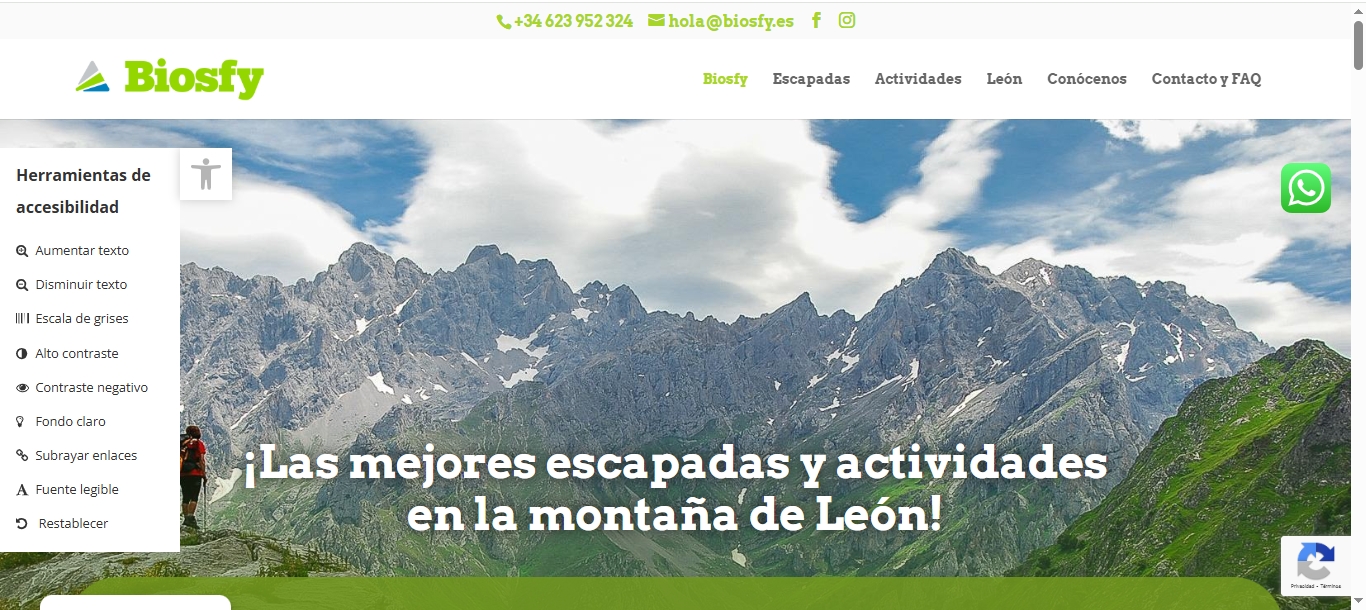 +34 623 952 324 hola@biosfy.es
Biosfy
Biosfy Escapadas Actividades León Conócenos Contacto y FAQ
Herramientas de
accesibilidad
Aumentar texto
Disminuir texto
Escala de grises
Alto contraste
Contraste negativo
Fondo claro
Subrayar enlaces
Fuente legible
Restablecer
¡Las mejores escapadas y actividades
en la montaña de León!
Privacidad - Términos